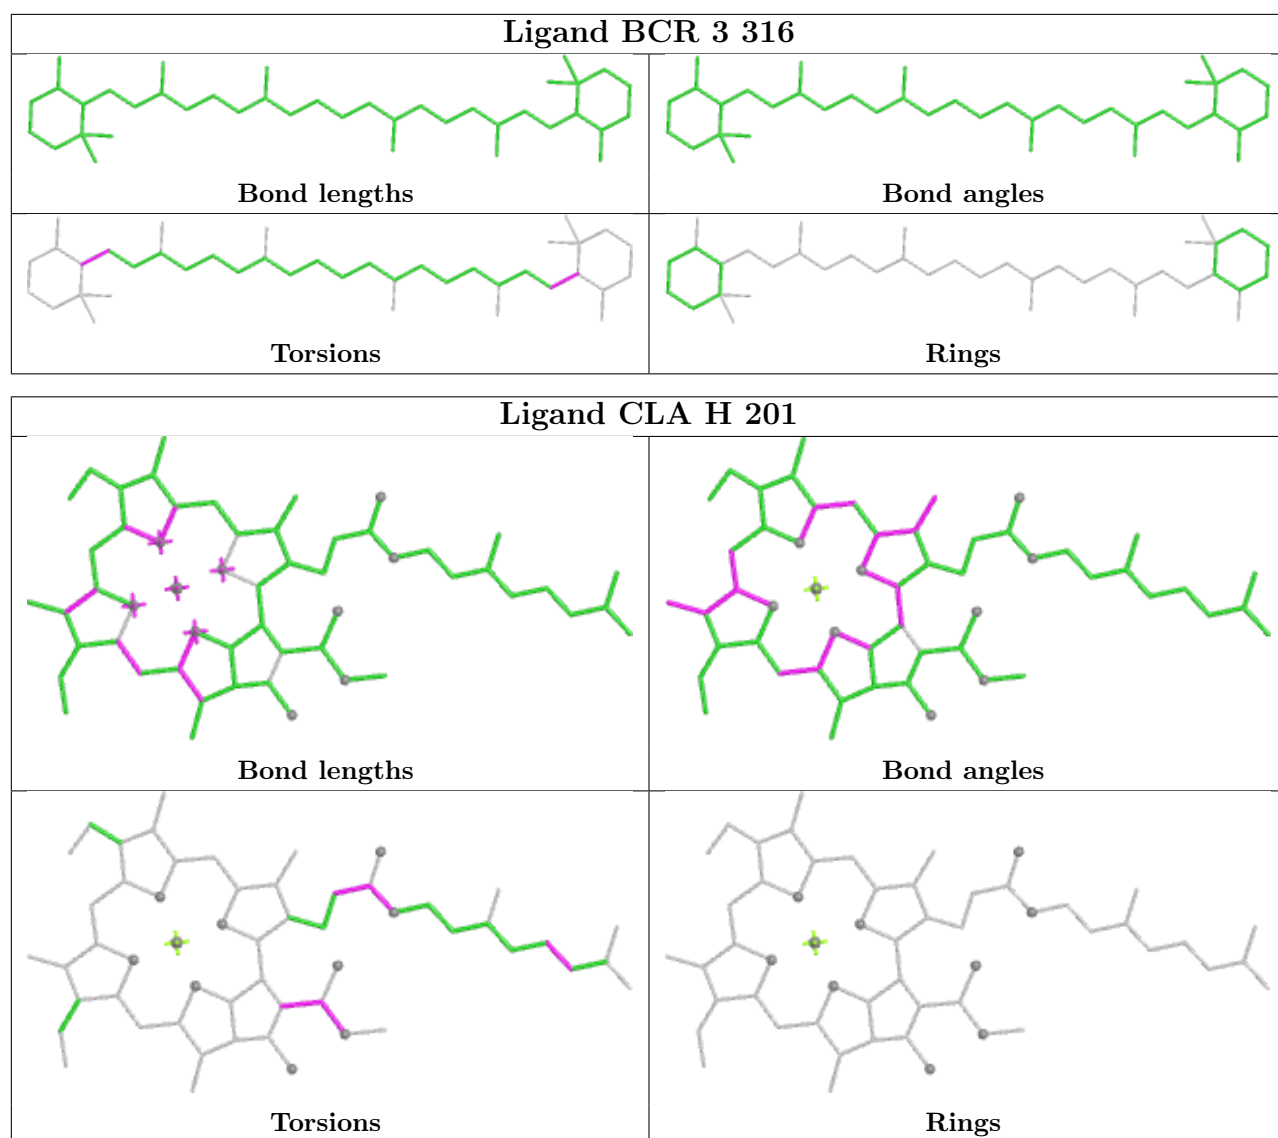 Ligand BCR 3 316
Bond lengths
Bond angles
Torsions
Rings
Ligand CLA H 201
Bond lengths
Bond angles
Torsions
Rings